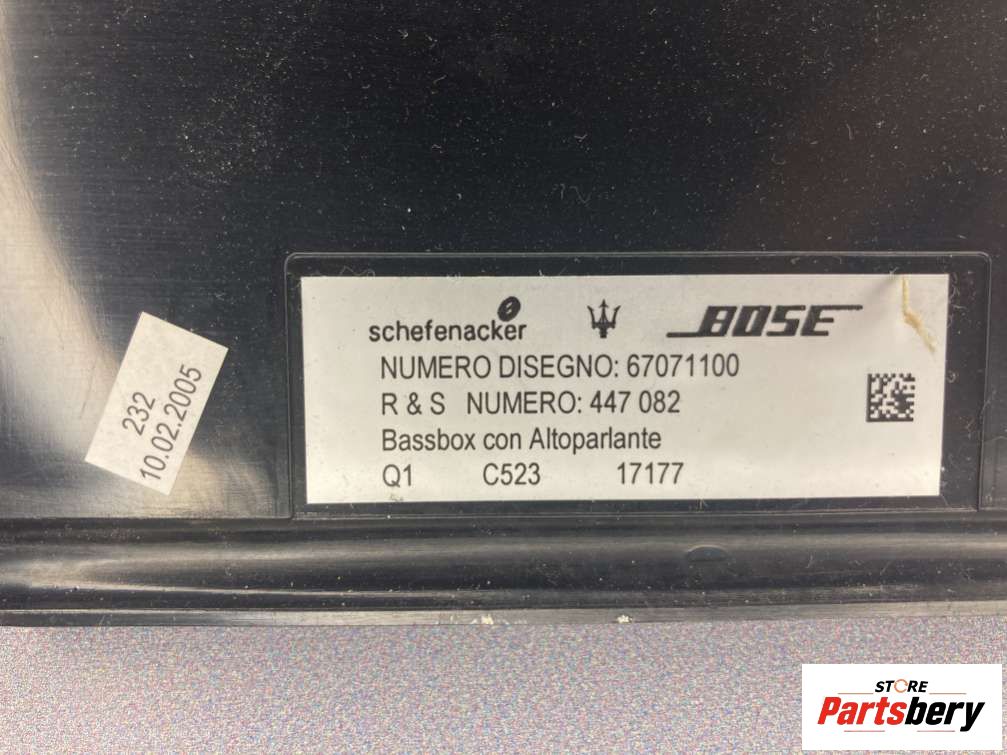 schefenacker BOSE
NUMERO DISEGNO: 67071100
R & S NUMERO: 447 082
Bassbox con Altoparlante
Q1 C523 17177
232
10.02.2005
STORE
Partsbery